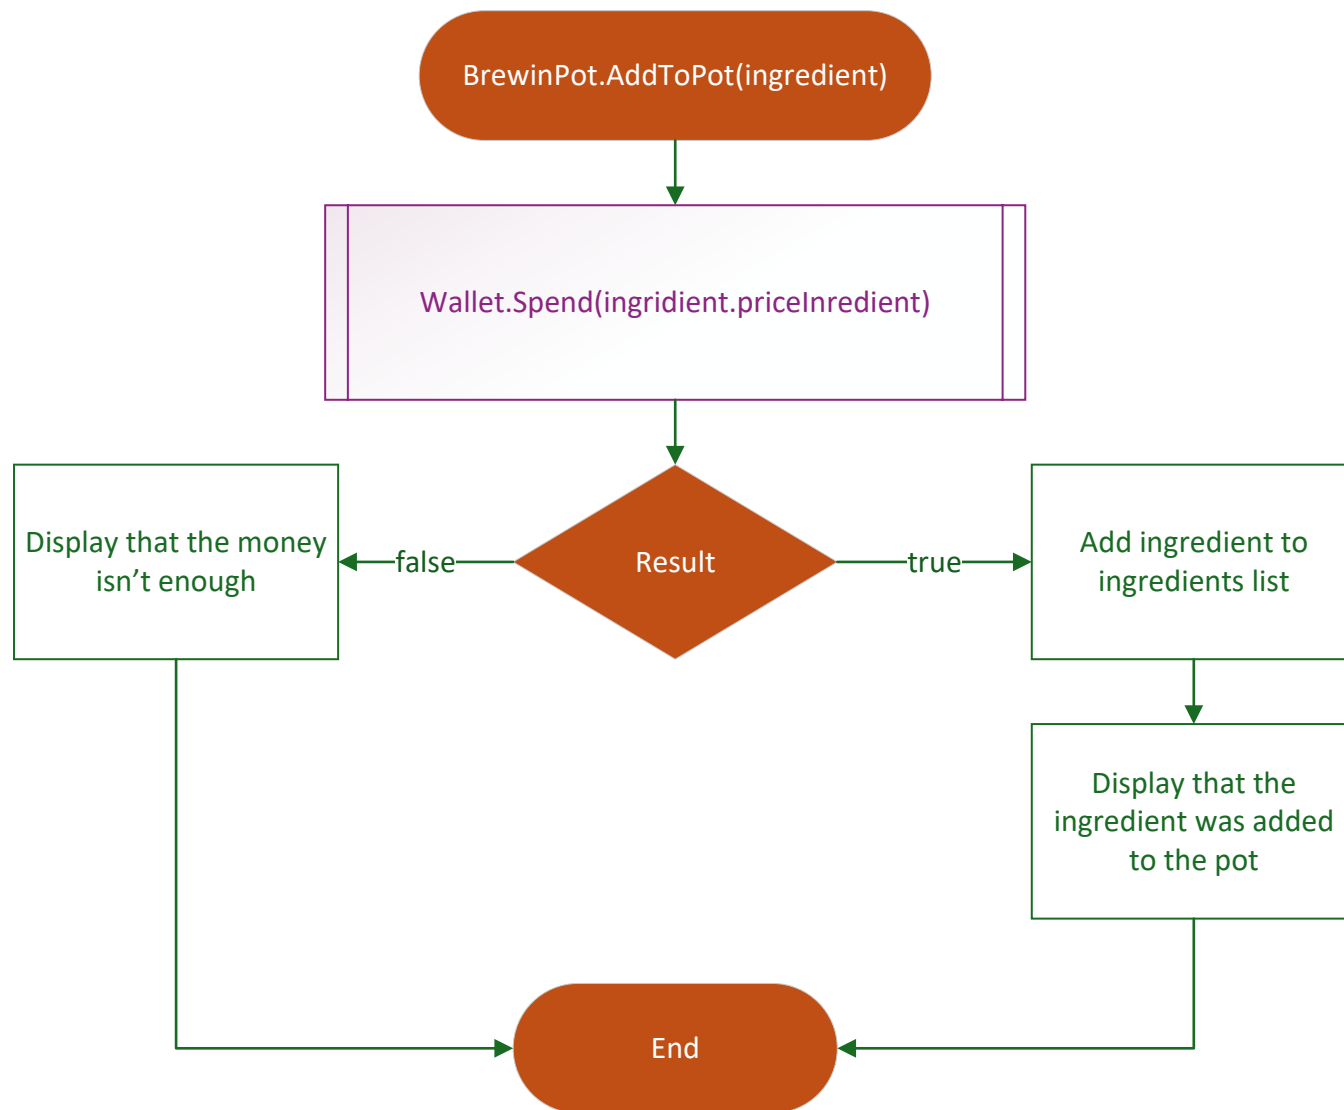 BrewinPot.AddToPot(ingredient)
Wallet.Spend(ingridient.priceInredient)
Result
false
true
Display that the money
isn’t enough
Add ingredient to
ingredients list
Display that the
ingredient was added
to the pot
End